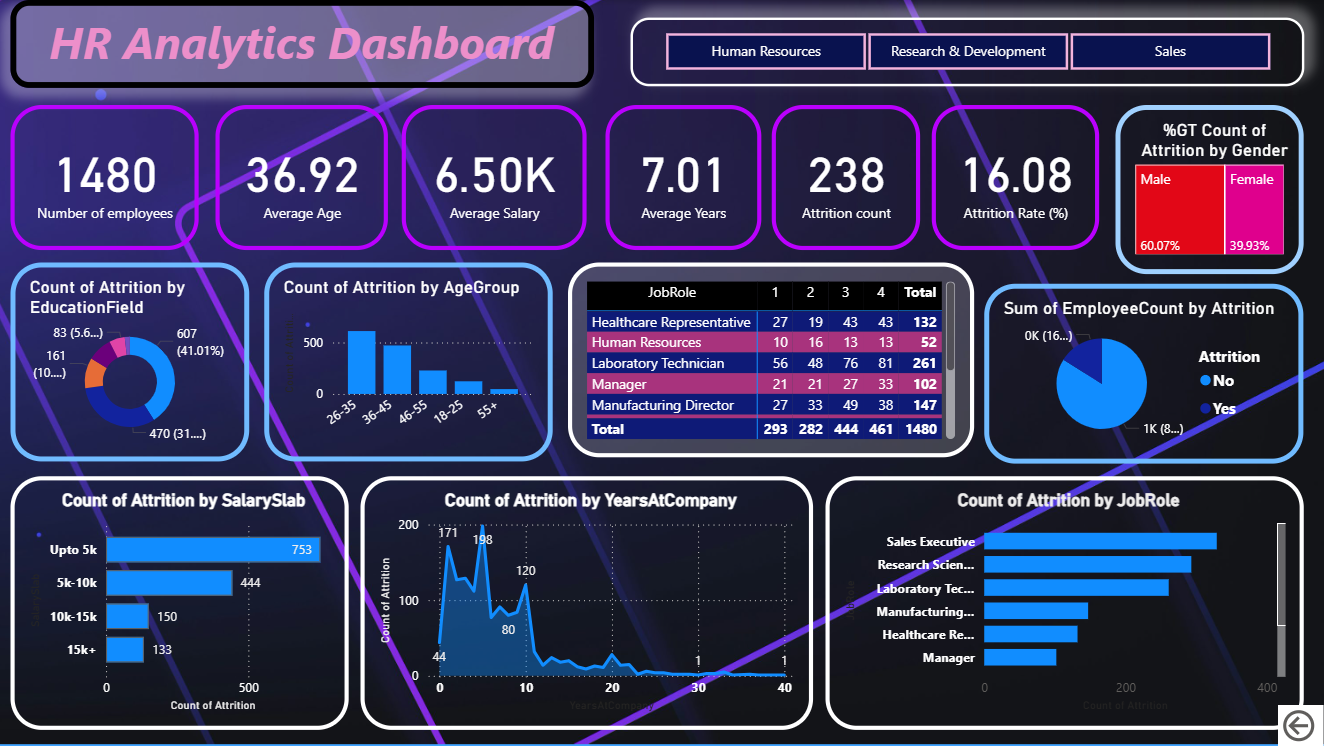 HR Analytics Dashboard
Human Resources
Research & Development
Sales
1480
Number of employees
36.92
Average Age
6.50K
Average Salary
7.01
Average Years
238
Attrition count
16.08
Attrition Rate (%)
%GT Count of
Attrition by Gender
Male
Female
60.07%
39.93%
Count of Attrition by
EducationField
83 (5.6...)
607
(41.01%)
161
(10....)
470 (31....)
Count of Attrition by AgeGroup
500
0
26-35
36-45
46-55
18-25
55+
JobRole 1 2 3 4 Total
Healthcare Representative 27 19 43 43 132
Human Resources 10 16 13 13 52
Laboratory Technician 56 48 76 81 261
Manager 21 21 27 33 102
Manufacturing Director 27 33 49 38 147
Total 293 282 444 461 1480
Sum of EmployeeCount by Attrition
0K (16...)
1K (8...)
Attrition
No
Yes
Count of Attrition by SalarySlab
Upto 5k 753
5k-10k 444
10k-15k 150
15k+ 133
0 500
Count of Attrition
Count of Attrition by YearsAtCompany
Count of Attrition
200
100
0
171
198
120
80
44
1
1
0 10 20 30 40
YearsAtCompany
Count of Attrition by JobRole
JobRole
Sales Executive
Research Scien...
Laboratory Tec...
Manufacturing...
Healthcare Re...
Manager
0 200 400
Count of Attrition